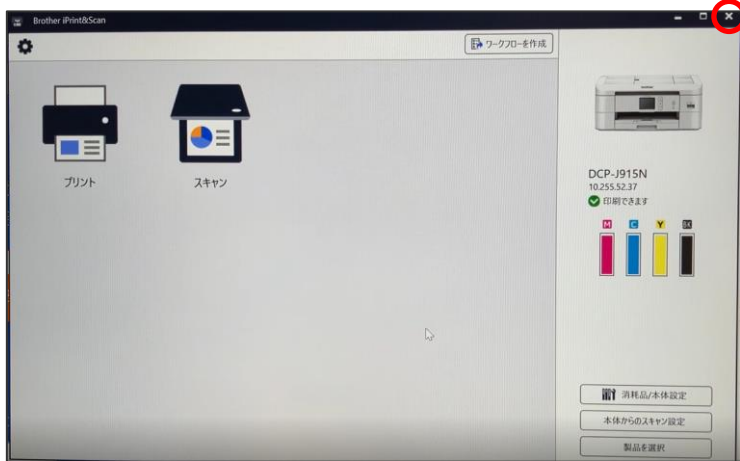 Brother iPrint&Scan
ワークフローを作成
プリント
スキャン
DCP-J915N
10.255.52.37
印刷できます
M C Y BK
消耗品/本体設定
本体からのスキャン設定
製品を選択